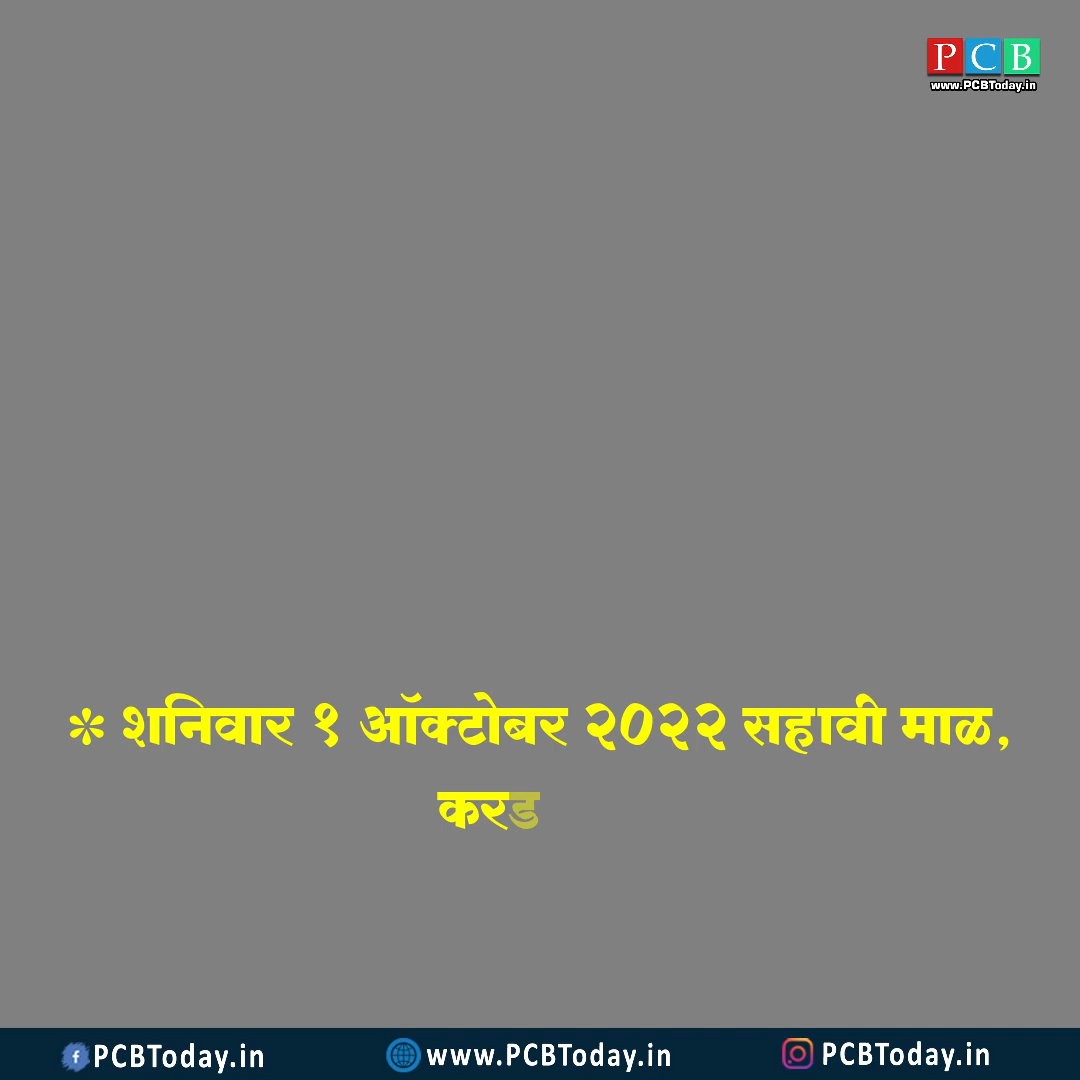 PCB
www.PCBToday.in
* शनिवार १ ऑक्टोबर २०२२ सहावी माळ,
करड
PCBToday.in www.PCBToday.in PCBToday.in